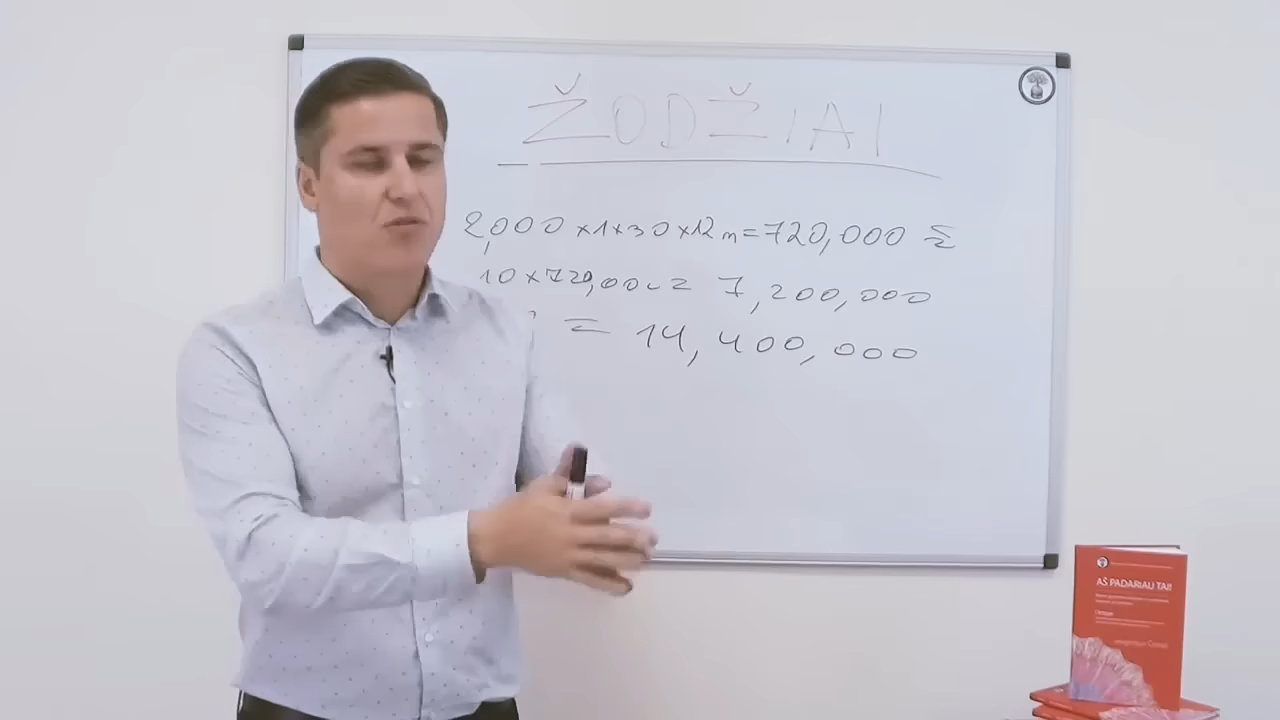 ŽODŽIAI
2,000 x 1 x 30 x 12 m = 720,000 Σ
10 x 720,000 = 7,200,000
= 14,400,000
AŠ PADARIAU TAI!